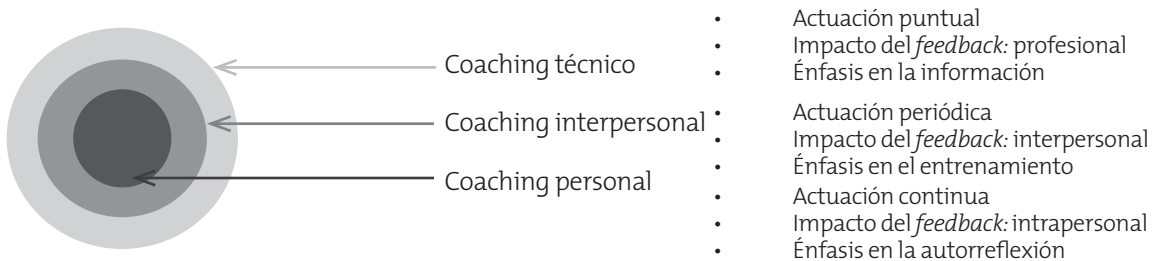 Coaching técnico
• Actuación puntual
• Impacto del feedback: profesional
• Énfasis en la información
Coaching interpersonal
• Actuación periódica
• Impacto del feedback: interpersonal
• Énfasis en el entrenamiento
Coaching personal
• Actuación continua
• Impacto del feedback: intrapersonal
• Énfasis en la autorreflexión